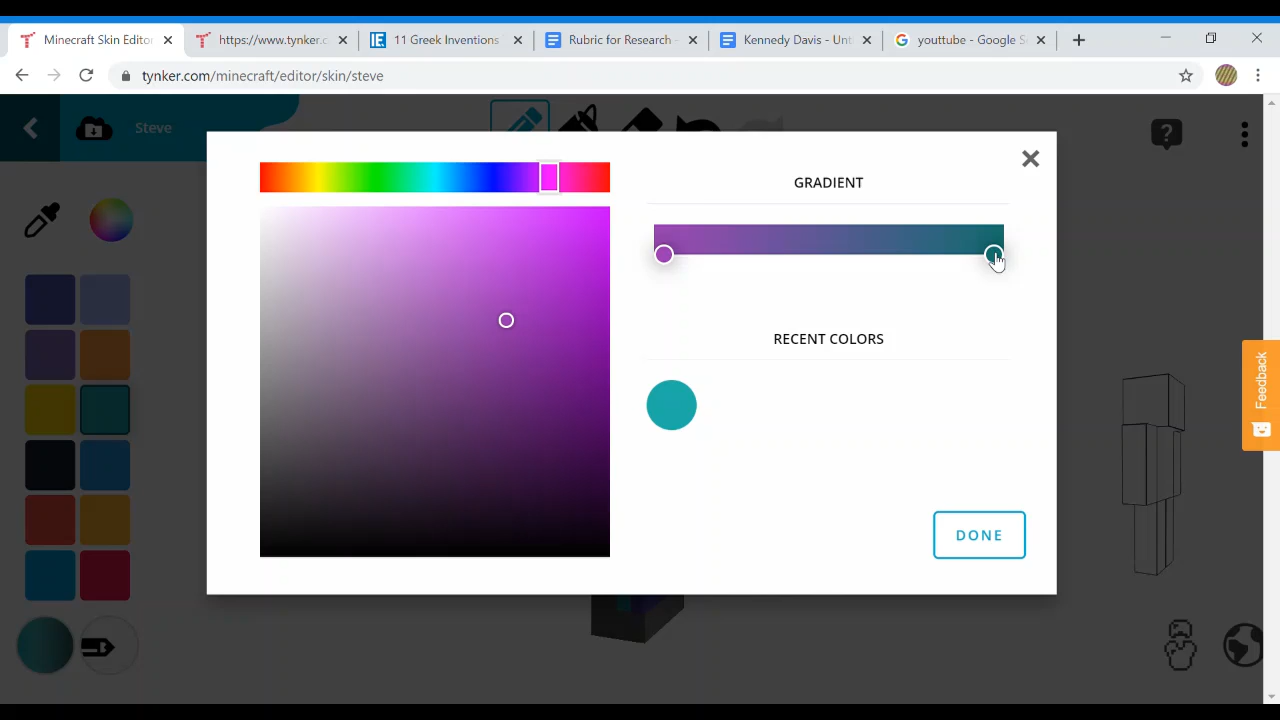 Minecraft Skin Editor
https://www.tynker.c
11 Greek Inventions
Rubric for Research -
Kennedy Davis - Unti
youttube - Google S
tynker.com/minecraft/editor/skin/steve
Steve
GRADIENT
RECENT COLORS
Feedback
DONE